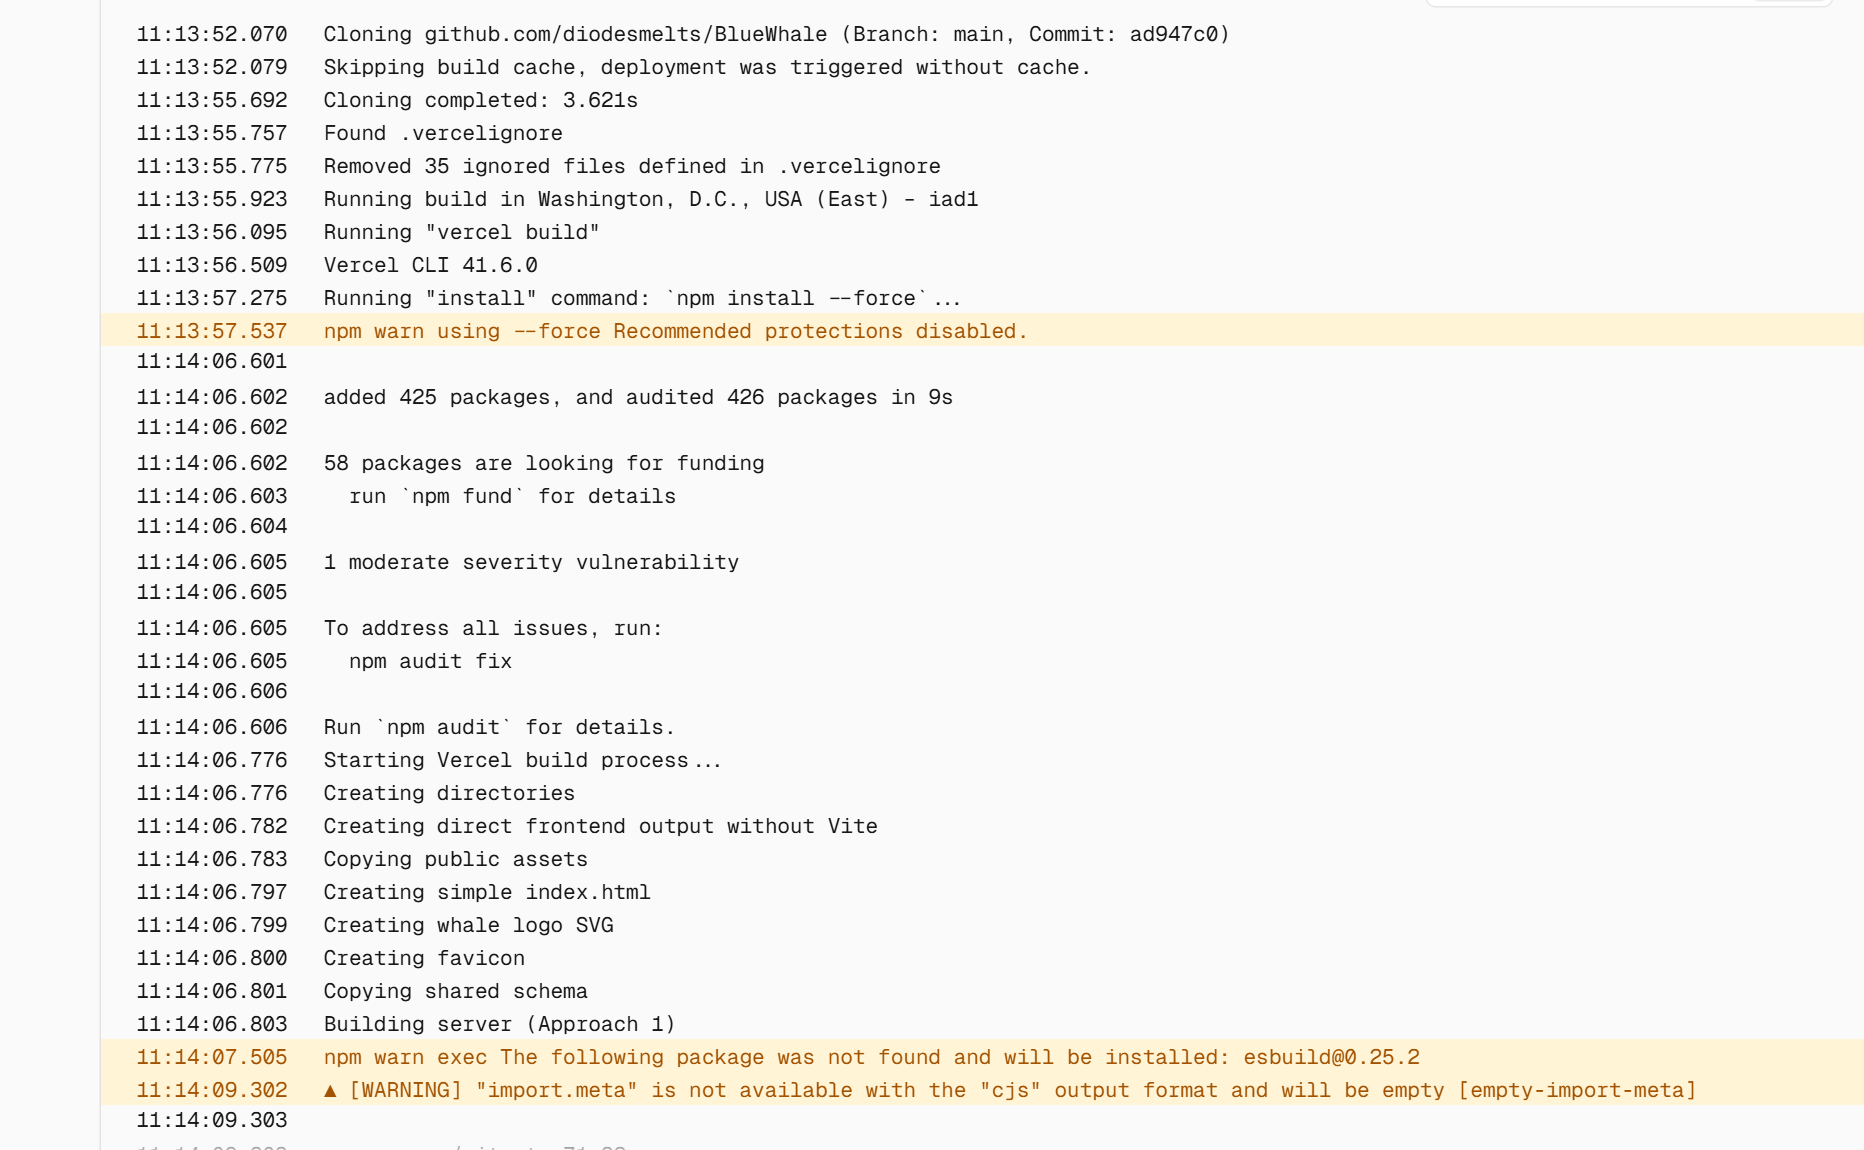 11:13:52.070 Cloning github.com/diodesmelts/BlueWhale (Branch: main, Commit: ad947c0)
11:13:52.079 Skipping build cache, deployment was triggered without cache.
11:13:55.692 Cloning completed: 3.621s
11:13:55.757 Found .vercelignore
11:13:55.775 Removed 35 ignored files defined in .vercelignore
11:13:55.923 Running build in Washington, D.C., USA (East) – iad1
11:13:56.095 Running "vercel build"
11:13:56.509 Vercel CLI 41.6.0
11:13:57.275 Running "install" command: `npm install --force`...
11:13:57.537 npm warn using --force Recommended protections disabled.
11:14:06.601
11:14:06.602 added 425 packages, and audited 426 packages in 9s
11:14:06.602
11:14:06.602 58 packages are looking for funding
11:14:06.603   run `npm fund` for details
11:14:06.604
11:14:06.605 1 moderate severity vulnerability
11:14:06.605
11:14:06.605 To address all issues, run:
11:14:06.605   npm audit fix
11:14:06.606
11:14:06.606 Run `npm audit` for details.
11:14:06.776 Starting Vercel build process...
11:14:06.776 Creating directories
11:14:06.782 Creating direct frontend output without Vite
11:14:06.783 Copying public assets
11:14:06.797 Creating simple index.html
11:14:06.799 Creating whale logo SVG
11:14:06.800 Creating favicon
11:14:06.801 Copying shared schema
11:14:06.803 Building server (Approach 1)
11:14:07.505 npm warn exec The following package was not found and will be installed: esbuild@0.25.2
11:14:09.302 ▲ [WARNING] "import.meta" is not available with the "cjs" output format and will be empty [empty-import-meta]
11:14:09.303